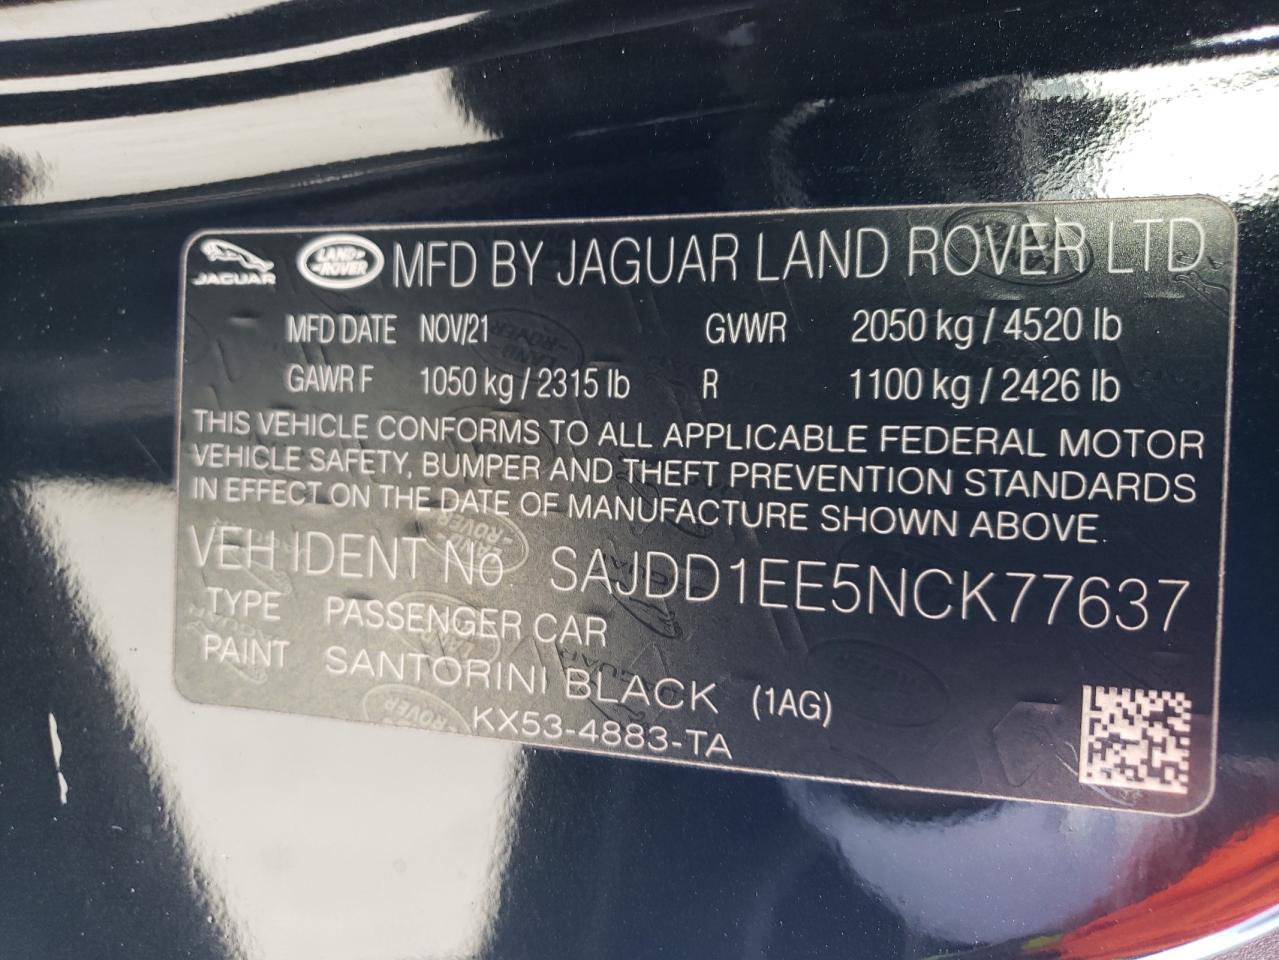 JAGUAR LAND ROVER MFD BY JAGUAR LAND ROVER LTD
MFD DATE NOV/21 GVWR 2050 kg / 4520 lb
GAWR F 1050 kg / 2315 lb R 1100 kg / 2426 lb
THIS VEHICLE CONFORMS TO ALL APPLICABLE FEDERAL MOTOR
VEHICLE SAFETY, BUMPER AND THEFT PREVENTION STANDARDS
IN EFFECT ON THE DATE OF MANUFACTURE SHOWN ABOVE.
VEH IDENT No SAJDD1EE5NCK77637
TYPE PASSENGER CAR
PAINT SANTORINI BLACK (1AG)
KX53-4883-TA